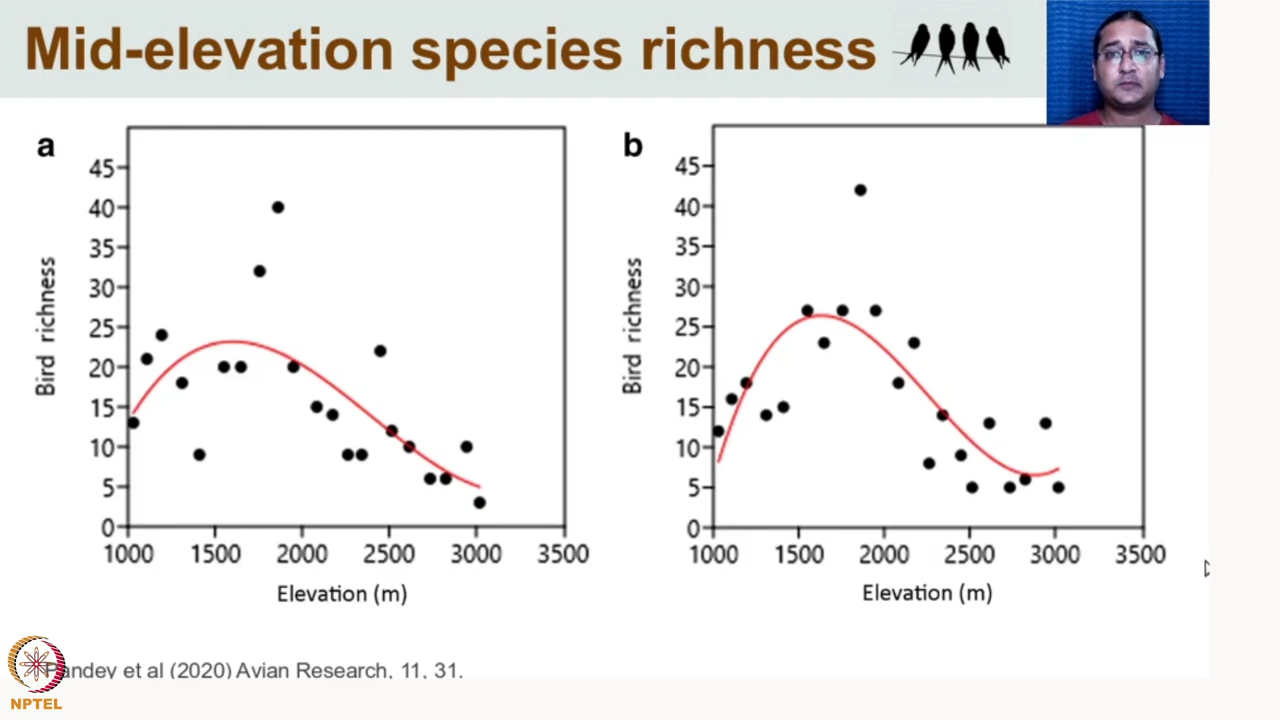 Mid-elevation species richness
a
45
40
35
30
25
20
15
10
5
0
Bird richness
1000 1500 2000 2500 3000 3500
Elevation (m)
b
45
40
35
30
25
20
15
10
5
0
Bird richness
1000 1500 2000 2500 3000 3500
Elevation (m)
Pandey et al (2020) Avian Research, 11, 31.
NPTEL